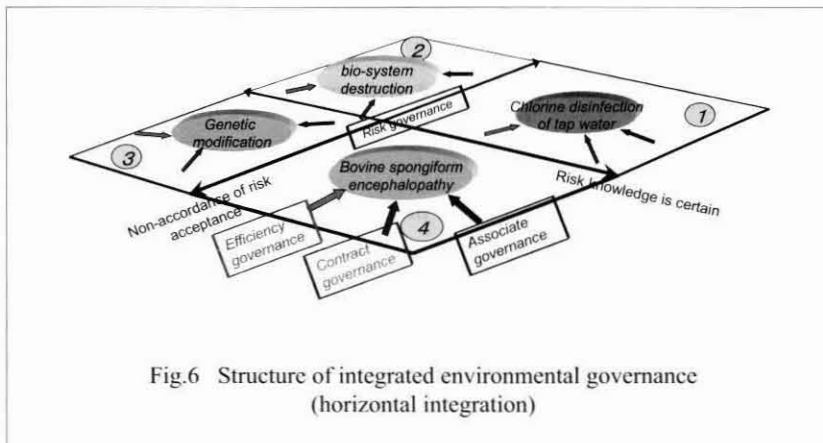 2
bio-system
destruction
1
Chlorine disinfection
of tap water
Risk governance
Genetic
modification
3
Bovine spongiform
encephalopathy
Risk knowledge is certain
Non-accordance of risk
acceptance
Efficiency
governance
Contract
governance
4
Associate
governance
Fig.6 Structure of integrated environmental governance
(horizontal integration)